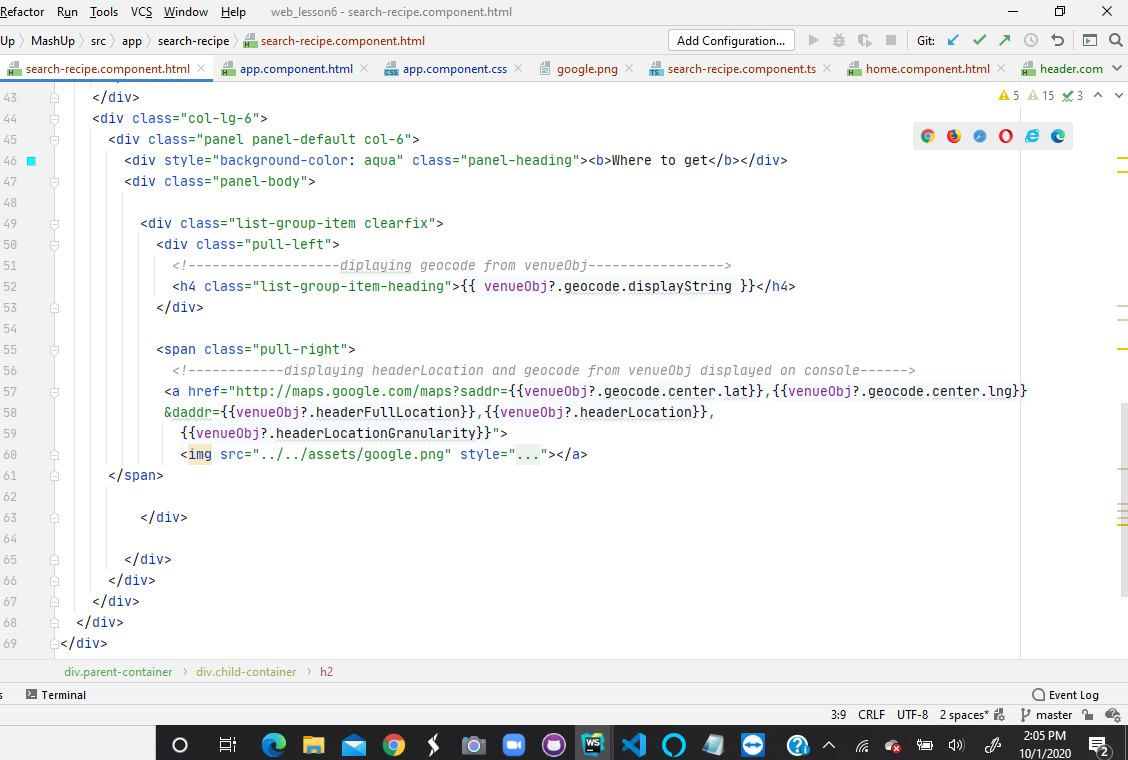 Refactor Run Tools VCS Window Help web_lesson6 - search-recipe.component.html
Up MashUp src app search-recipe search-recipe.component.html Add Configuration... Git:
search-recipe.component.html app.component.html app.component.css google.png search-recipe.component.ts home.component.html header.com
5 15 3
43 </div>
44 <div class="col-lg-6">
45 <div class="panel panel-default col-6">
46 <div style="background-color: aqua" class="panel-heading"><b>Where to get</b></div>
47 <div class="panel-body">
48
49 <div class="list-group-item clearfix">
50 <div class="pull-left">
51 <!-------------------diplaying geocode from venueObj----------------->
52 <h4 class="list-group-item-heading">{{ venueObj?.geocode.displayString }}</h4>
53 </div>
54
55 <span class="pull-right">
56 <!------------displaying headerLocation and geocode from venueObj displayed on console------>
57 <a href="http://maps.google.com/maps?saddr={{venueObj?.geocode.center.lat}},{{venueObj?.geocode.center.lng}}
58 &daddr={{venueObj?.headerFullLocation}},{{venueObj?.headerLocation}},
59 {{venueObj?.headerLocationGranularity}}">
60 <img src="../../assets/google.png" style="..."></a>
61 </span>
62
63 </div>
64
65 </div>
66 </div>
67 </div>
68 </div>
69 </div>
div.parent-container div.child-container h2
s Terminal Event Log
3:9 CRLF UTF-8 2 spaces* master
WS 2:05 PM
10/1/2020 2